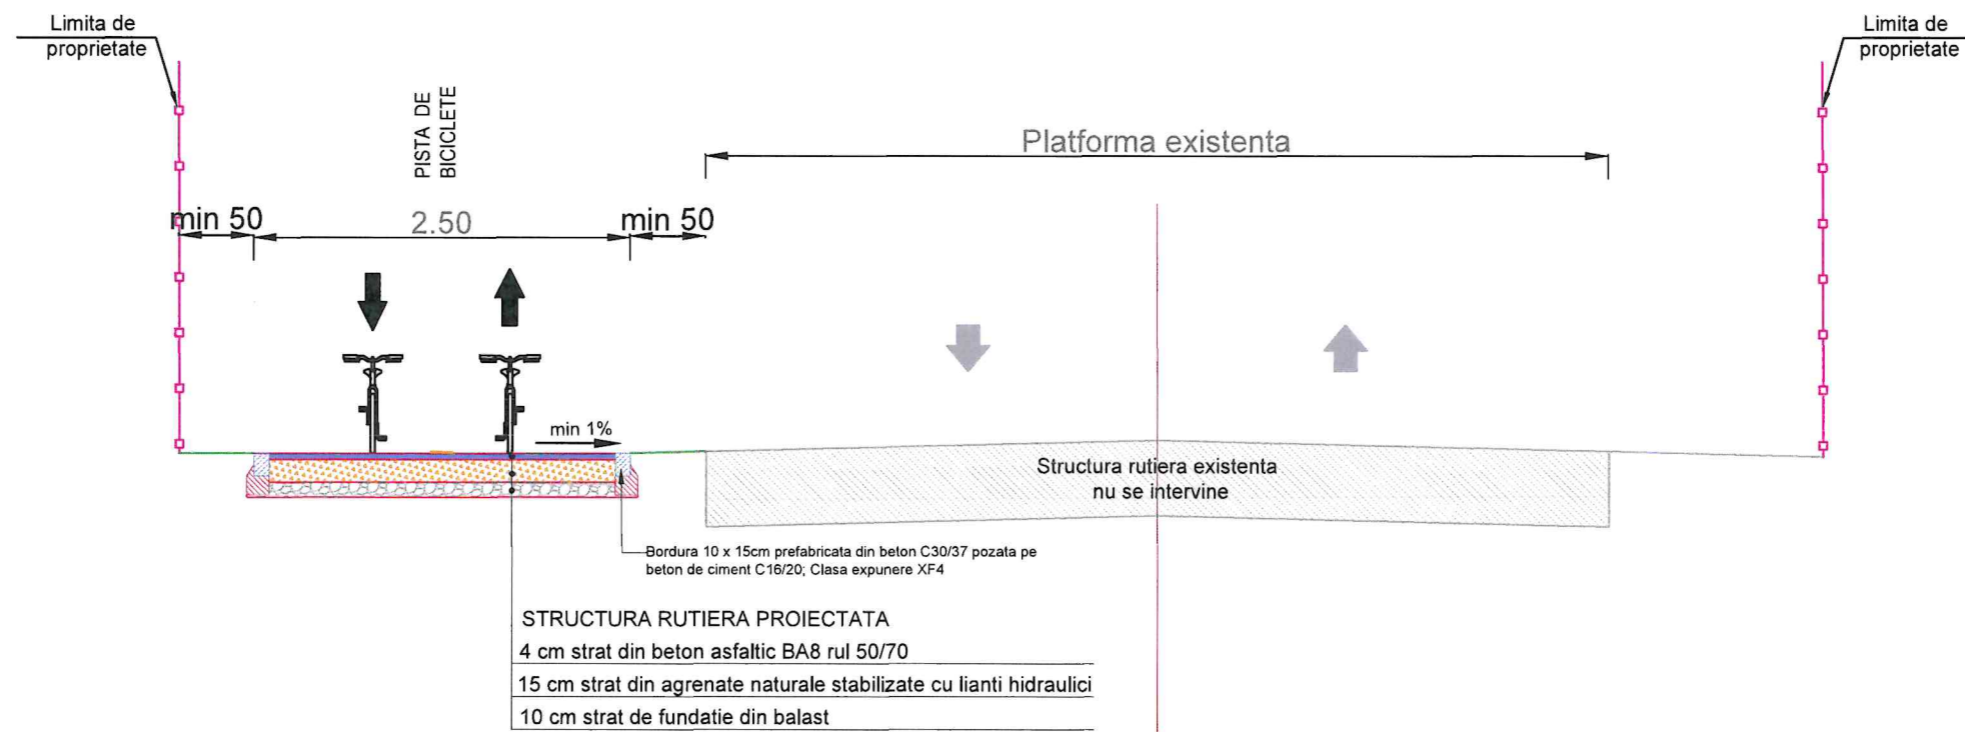 Limita de
proprietate
Limita de
proprietate
PISTA DE
BICICLETE
Platforma existenta
min 50
2.50
min 50
min 1%
Structura rutiera existenta
nu se intervine
Bordura 10 x 15cm prefabricata din beton C30/37 pozata pe
beton de ciment C16/20; Clasa expunere XF4
STRUCTURA RUTIERA PROIECTATA
4 cm strat din beton asfaltic BA8 rul 50/70
15 cm strat din agrenate naturale stabilizate cu lianti hidraulici
10 cm strat de fundatie din balast